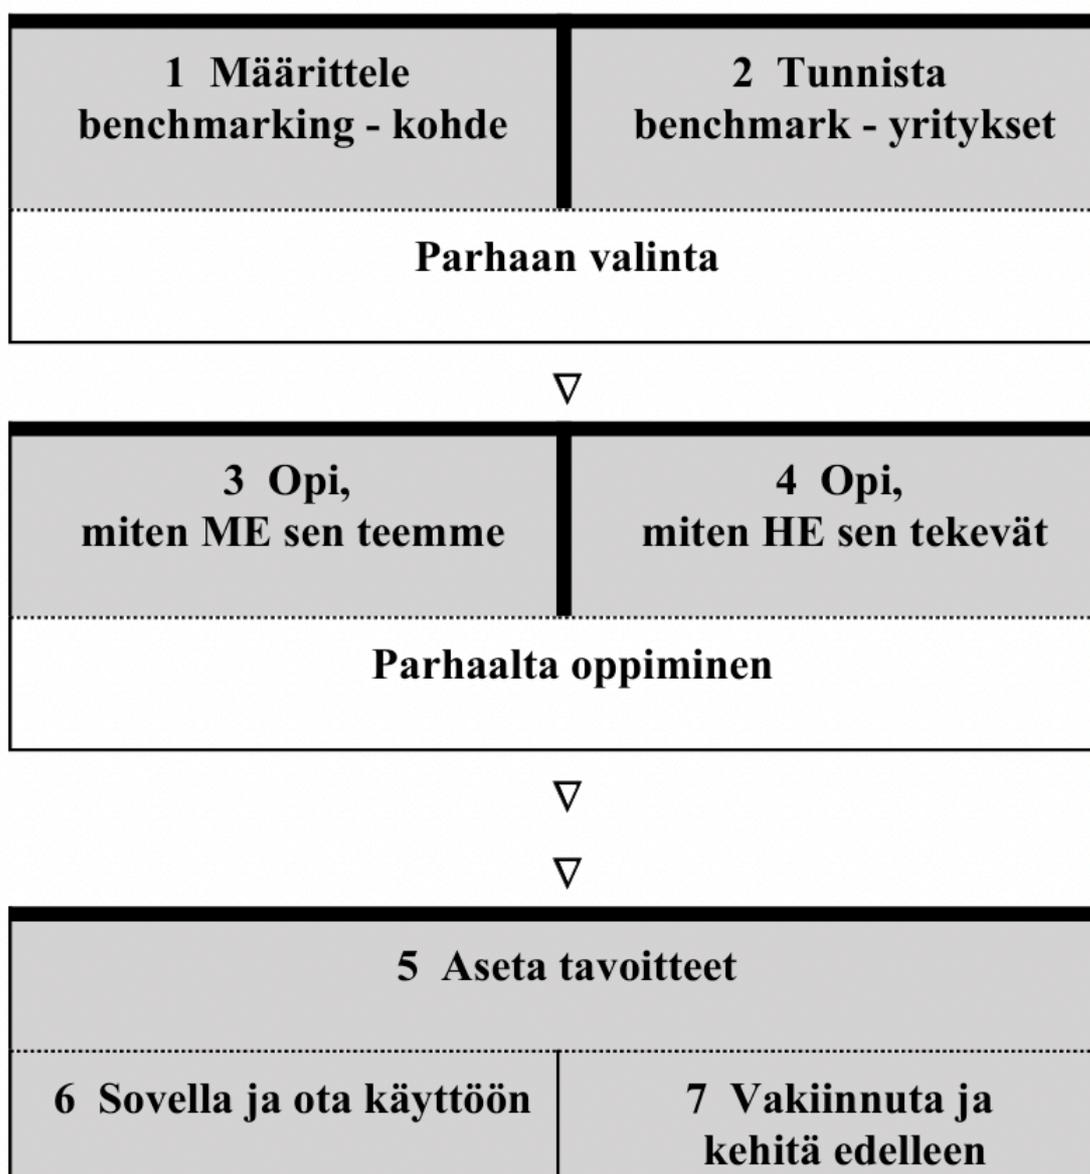 1 Määrittele
benchmarking - kohde
2 Tunnista
benchmark - yritykset
Parhaan valinta
3 Opi,
miten ME sen teemme
4 Opi,
miten HE sen tekevät
Parhaalta oppiminen
5 Aseta tavoitteet
6 Sovella ja ota käyttöön
7 Vakiinnuta ja
kehitä edelleen